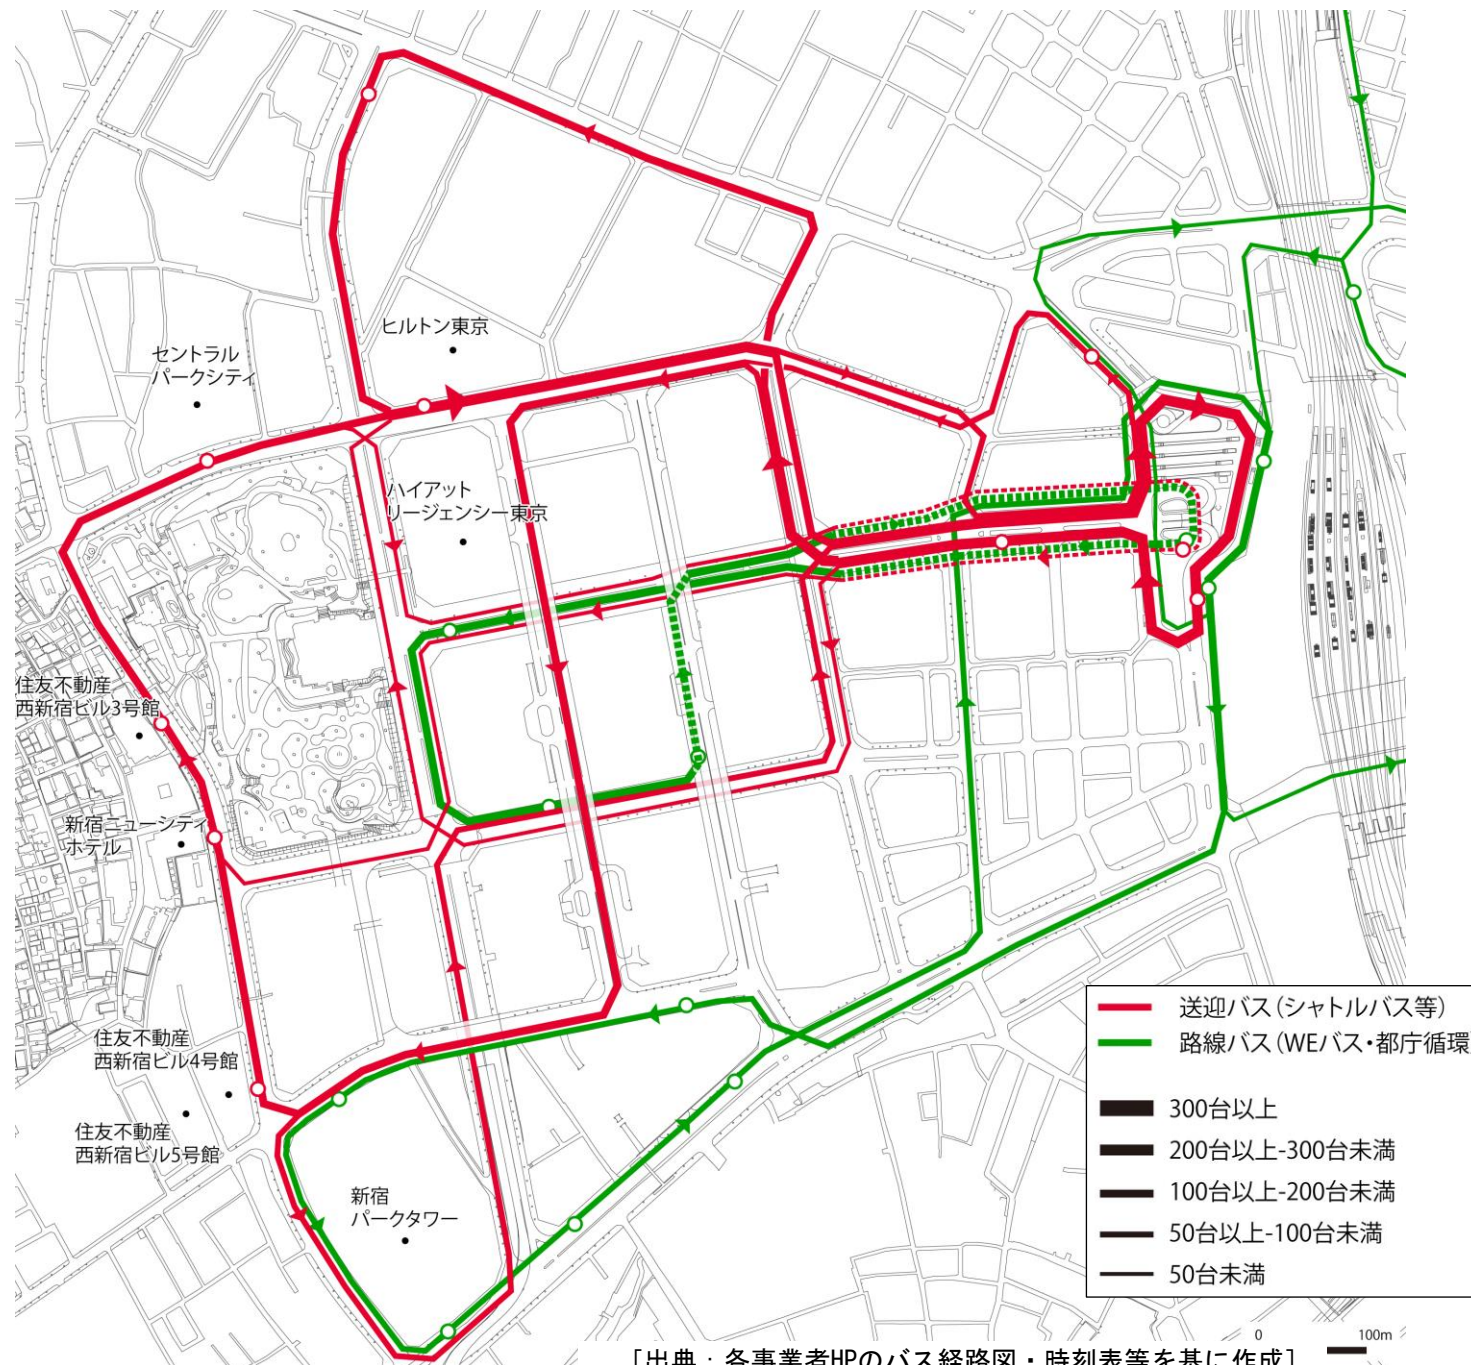 ヒルトン東京
セントラル
パークシティ
ハイアット
リージェンシー東京
住友不動産
西新宿ビル3号館
新宿ニューシティ
ホテル
住友不動産
西新宿ビル4号館
住友不動産
西新宿ビル5号館
新宿
パークタワー
送迎バス(シャトルバス等)
路線バス(WEバス・都庁循環
300台以上
200台以上-300台未満
100台以上-200台未満
50台以上-100台未満
50台未満
0 100m
[出典:各事業者HPのバス経路図・時刻表等を基に作成]